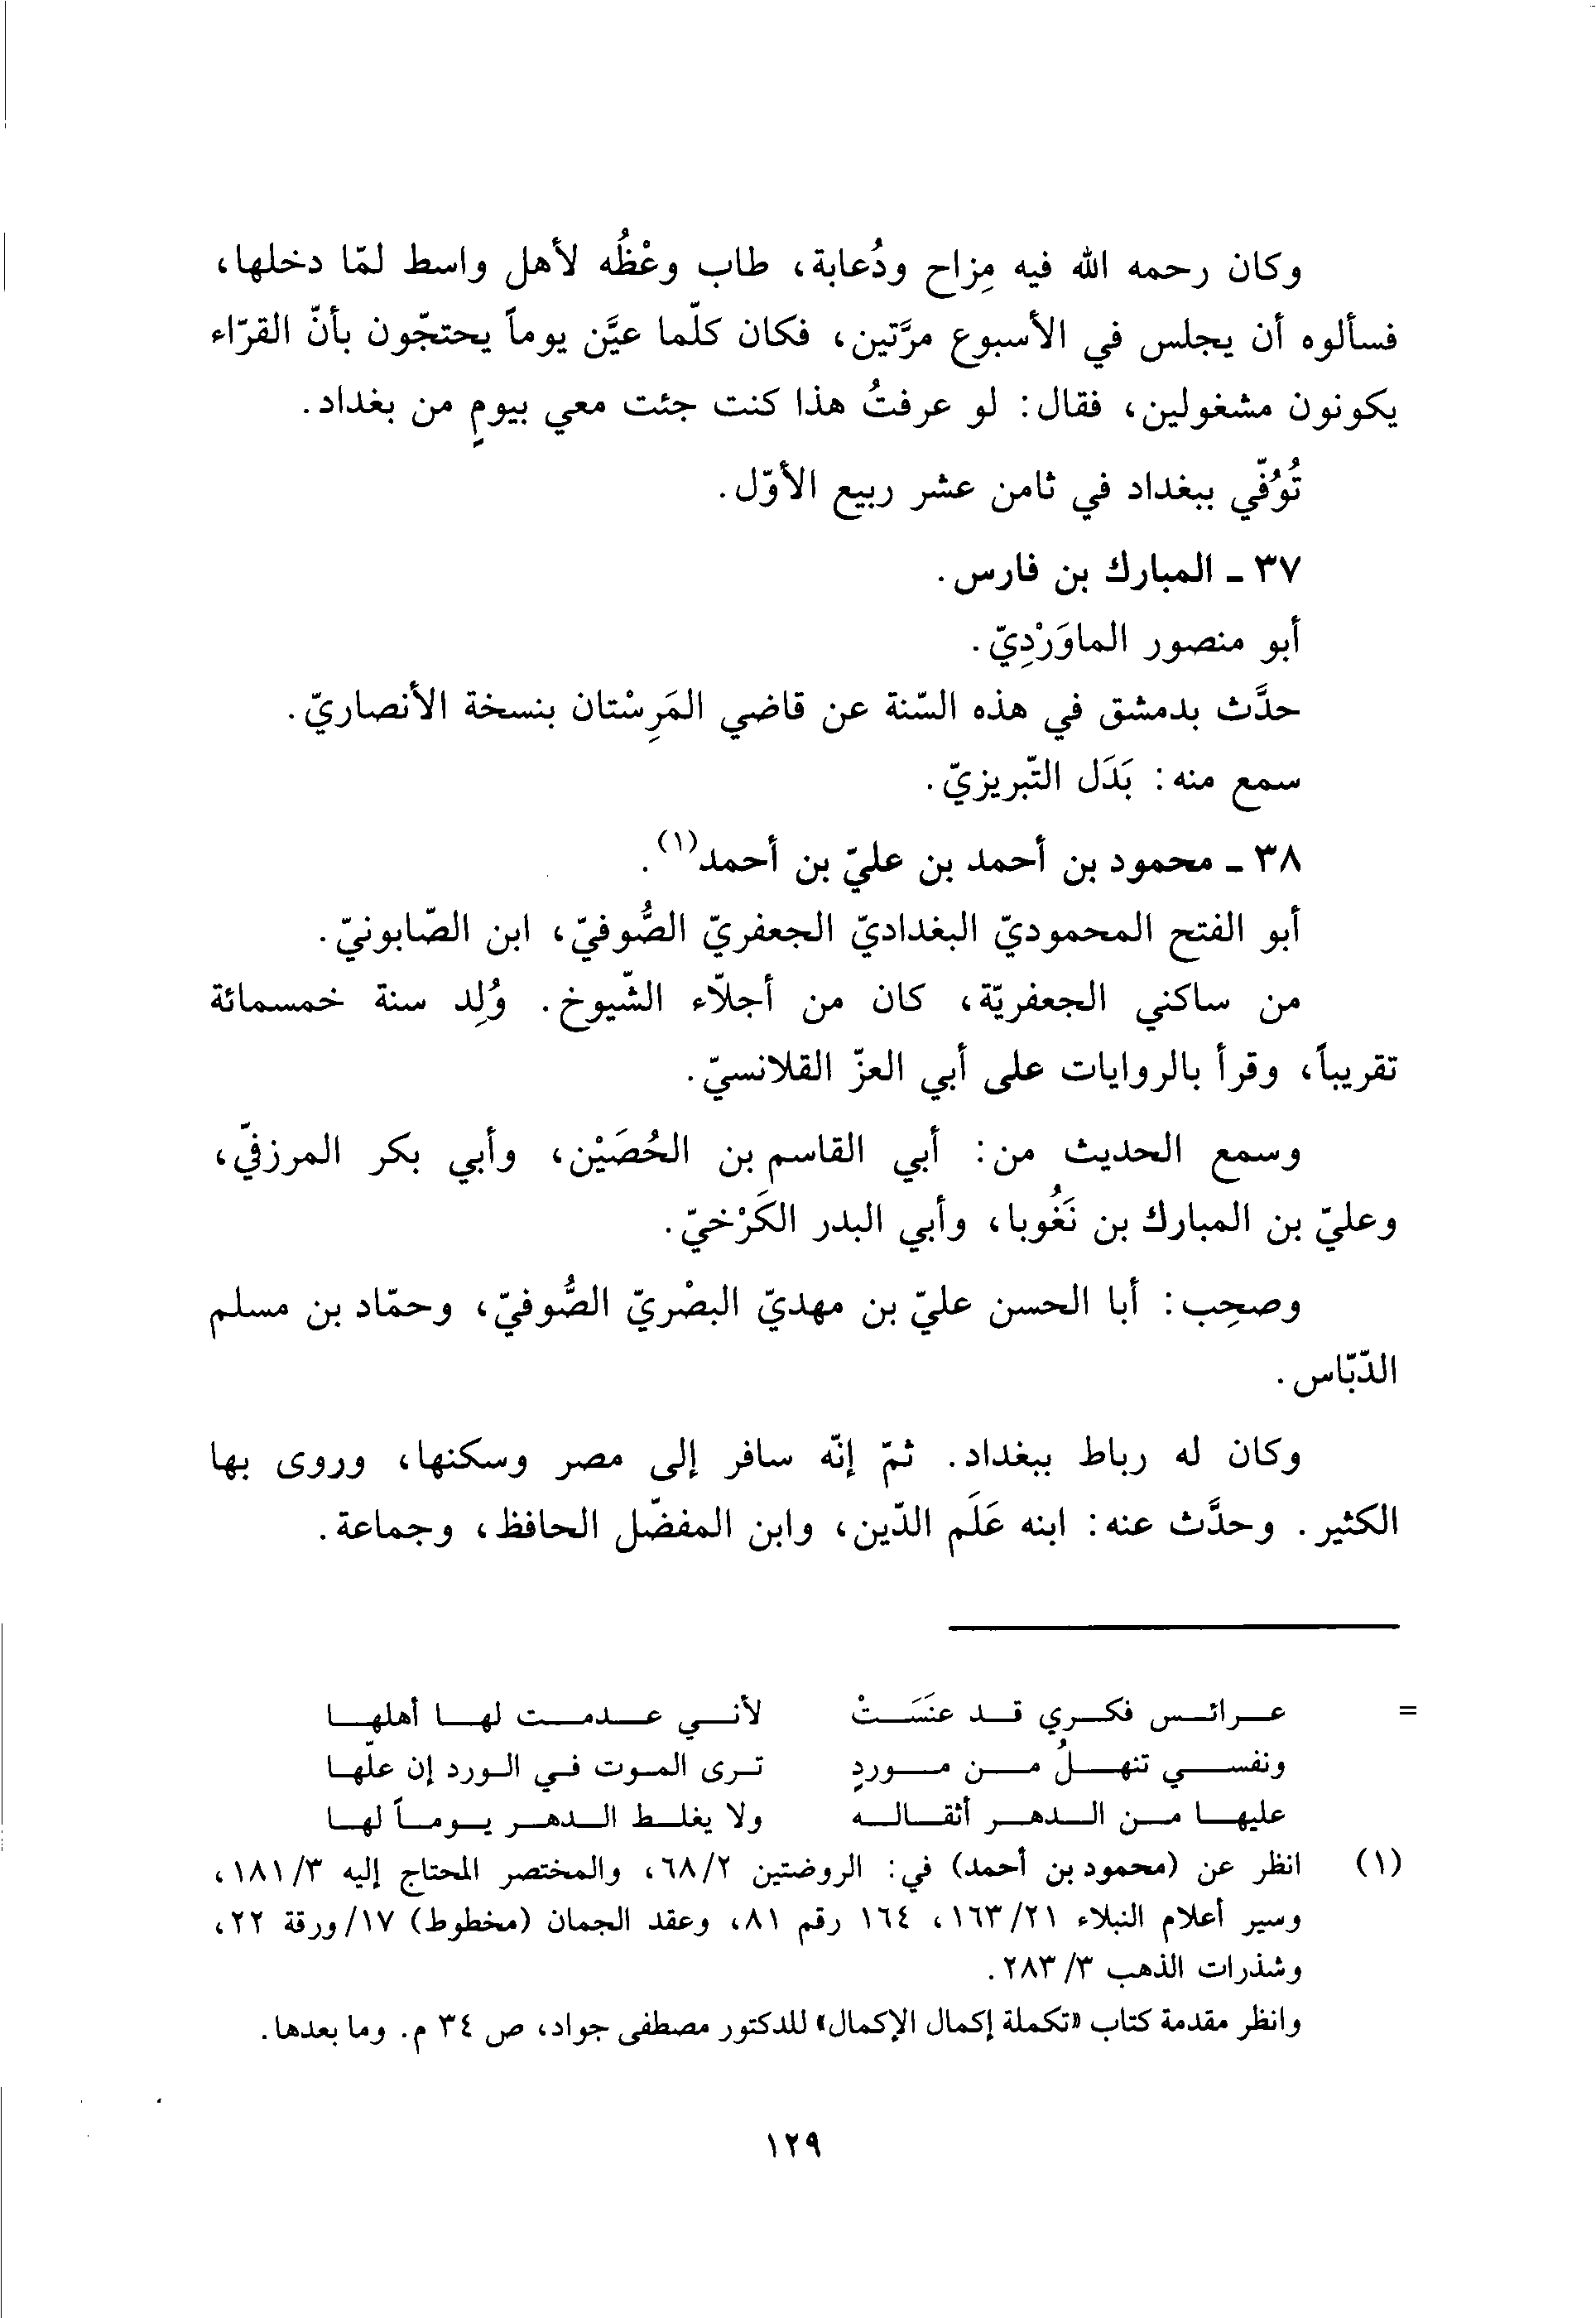 وكان رحمه الله فيه مِزاح ودُعابة، طاب وعْظُه لأهل واسط لمّا دخلها،
فسألوه أن يجلس في الأسبوع مرَّتين، فكان كلّما عيَّن يوماً يحتجّون بأنّ القرّاء
يكونون مشغولين، فقال: لو عرفتُ هذا كنت جئت معي بيومٍ من بغداد.
تُوُفّي ببغداد في ثامن عشر ربيع الأوّل.
٣٧ ـ المبارك بن فارس.
أبو منصور الماوَرْدِيّ.
حدَّث بدمشق في هذه السّنة عن قاضي المَرِسْتان بنسخة الأنصاريّ.
سمع منه: بَدَل التّبريزيّ.
٣٨ ـ محمود بن أحمد بن عليّ بن أحمد(١).
أبو الفتح المحموديّ البغداديّ الجعفريّ الصُّوفيّ، ابن الصّابونيّ.
من ساكني الجعفريّة، كان من أجلاّء الشّيوخ. وُلِد سنة خمسمائة
تقريباً، وقرأ بالروايات على أبي العزّ القلانسيّ.
وسمع الحديث من: أبي القاسم بن الحُصَيْن، وأبي بكر المرزفيّ،
وعليّ بن المبارك بن نَغُوبا، وأبي البدر الكَرْخيّ.
وصحِب: أبا الحسن عليّ بن مهديّ البصْريّ الصُّوفيّ، وحمّاد بن مسلم
الدّبّاس.
وكان له رباط ببغداد. ثمّ إنّه سافر إلى مصر وسكنها، وروى بها
الكثير. وحدَّث عنه: ابنه عَلَم الدّين، وابن المفضّل الحافظ، وجماعة.
= عرائس فكري قد عنَسَتْ لأني عدمت لها أهلها
ونفسي تنهلُ من موردٍ ترى الموت في الورد إن علّها
عليها من الدهر أثقاله ولا يغلط الدهر يوماً لها
(١) انظر عن (محمود بن أحمد) في: الروضتين ٦٨/٢، والمختصر المحتاج إليه ١٨١/٣،
وسير أعلام النبلاء ١٦٣/٢١، ١٦٤ رقم ٨١، وعقد الجمان (مخطوط) ١٧/ورقة ٢٢،
وشذرات الذهب ٢٨٣/٣.
وانظر مقدمة كتاب «تكملة إكمال الإكمال» للدكتور مصطفى جواد، ص ٣٤ م. وما بعدها.
١٢٩